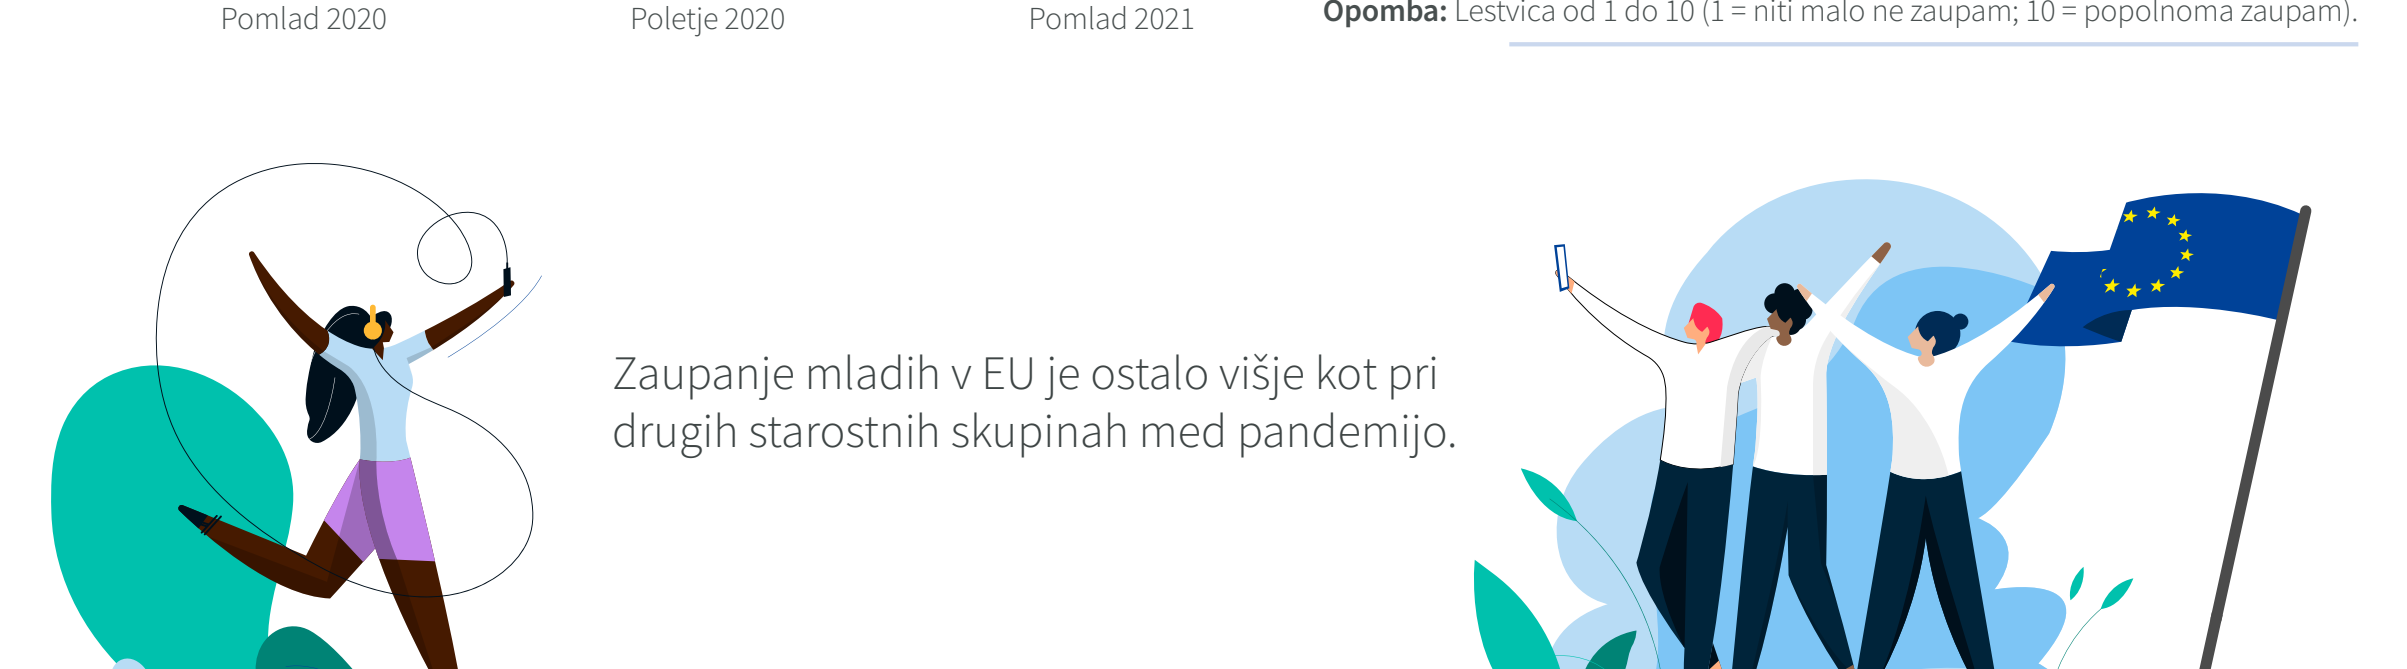 Pomlad 2020
Poletje 2020
Pomlad 2021
Opomba: Lestvica od 1 do 10 (1 = niti malo ne zaupam; 10 = popolnoma zaupam).
Zaupanje mladih v EU je ostalo višje kot pri
drugih starostnih skupinah med pandemijo.